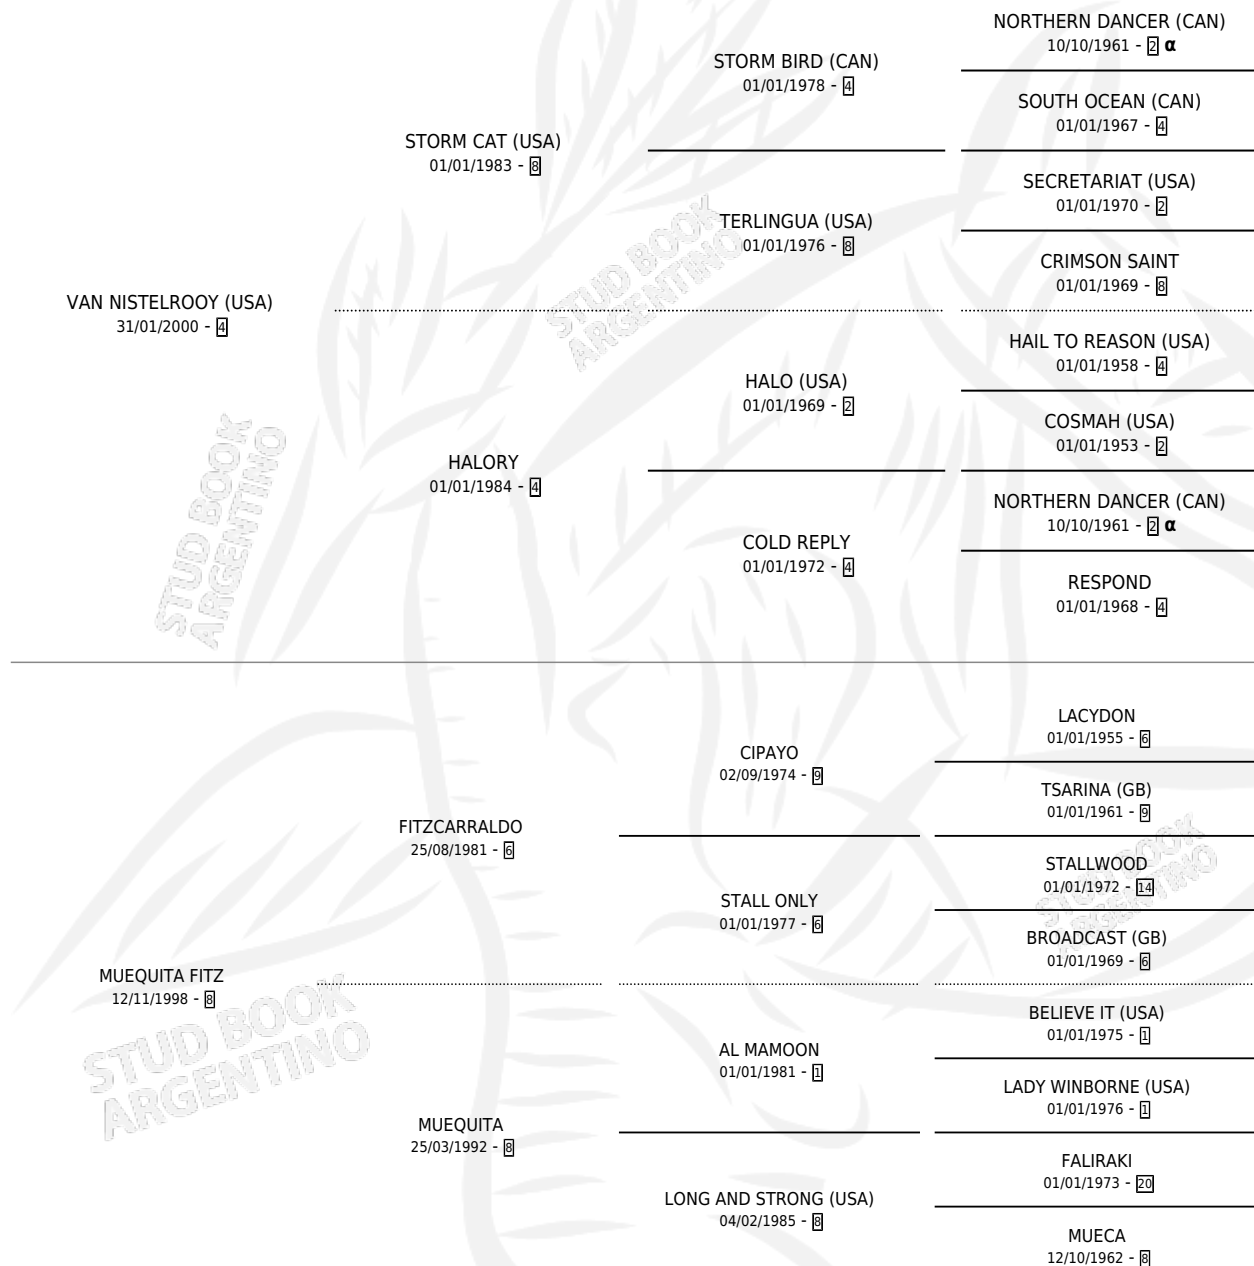 NORTHERN DANCER (CAN)
10/10/1961 - 2 α
STORM BIRD (CAN)
01/01/1978 - 4
SOUTH OCEAN (CAN)
01/01/1967 - 4
STORM CAT (USA)
01/01/1983 - 8
SECRETARIAT (USA)
01/01/1970 - 2
TERLINGUA (USA)
01/01/1976 - 8
CRIMSON SAINT
01/01/1969 - 8
VAN NISTELROOY (USA)
31/01/2000 - 4
HAIL TO REASON (USA)
01/01/1958 - 4
HALO (USA)
01/01/1969 - 2
COSMAH (USA)
01/01/1953 - 2
HALORY
01/01/1984 - 4
NORTHERN DANCER (CAN)
10/10/1961 - 2 α
COLD REPLY
01/01/1972 - 4
RESPOND
01/01/1968 - 4
LACYDON
01/01/1955 - 6
CIPAYO
02/09/1974 - 9
TSARINA (GB)
01/01/1961 - 9
FITZCARRALDO
25/08/1981 - 6
STALLWOOD
01/01/1972 - 14
STALL ONLY
01/01/1977 - 6
BROADCAST (GB)
01/01/1969 - 6
MUEQUITA FITZ
12/11/1998 - 8
BELIEVE IT (USA)
01/01/1975 - 1
AL MAMOON
01/01/1981 - 1
LADY WINBORNE (USA)
01/01/1976 - 1
MUEQUITA
25/03/1992 - 8
FALIRAKI
01/01/1973 - 20
LONG AND STRONG (USA)
04/02/1985 - 8
MUECA
12/10/1962 - 8
STUD BOOK
ARGENTINO
STUD BOOK
ARGENTINO
STUD BOOK
ARGENTINO
STUD BOOK
ARGENTINO